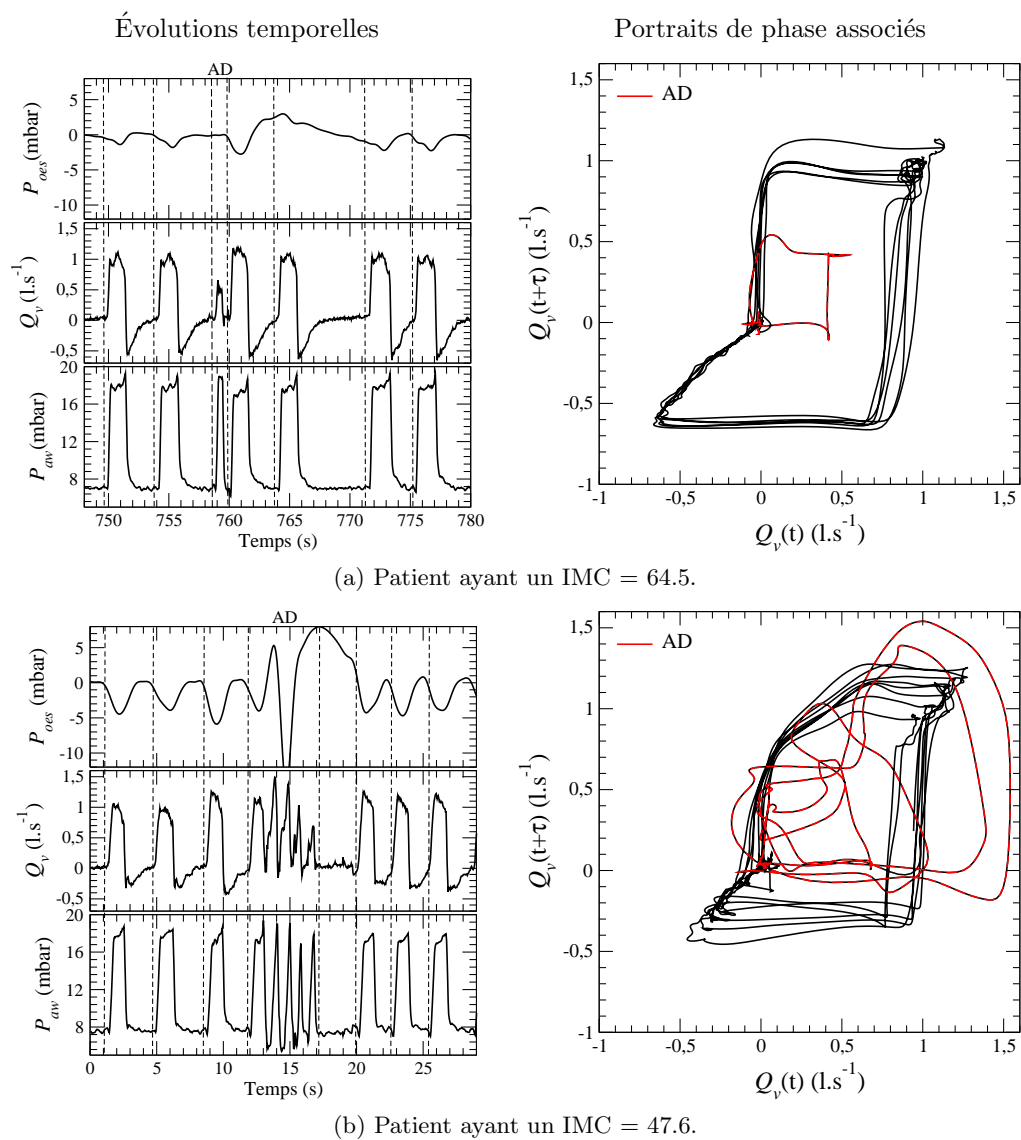 Évolutions temporelles
Portraits de phase associés
AD
5
0
-5
-10
P_oes (mbar)
1,5
1
0,5
0
-0,5
Q_v (l.s^-1)
20
16
12
8
P_aw (mbar)
750 755 760 765 770 775 780
Temps (s)
AD
1,5
1
0,5
0
-0,5
-1
Q_v(t+τ) (l.s^-1)
-1 -0,5 0 0,5 1 1,5
Q_v(t) (l.s^-1)
(a) Patient ayant un IMC = 64.5.
AD
5
0
-5
-10
P_oes (mbar)
1,5
1
0,5
0
-0,5
Q_v (l.s^-1)
20
16
12
8
P_aw (mbar)
0 5 10 15 20 25
Temps (s)
AD
1,5
1
0,5
0
-0,5
-1
Q_v(t+τ) (l.s^-1)
-1 -0,5 0 0,5 1 1,5
Q_v(t) (l.s^-1)
(b) Patient ayant un IMC = 47.6.